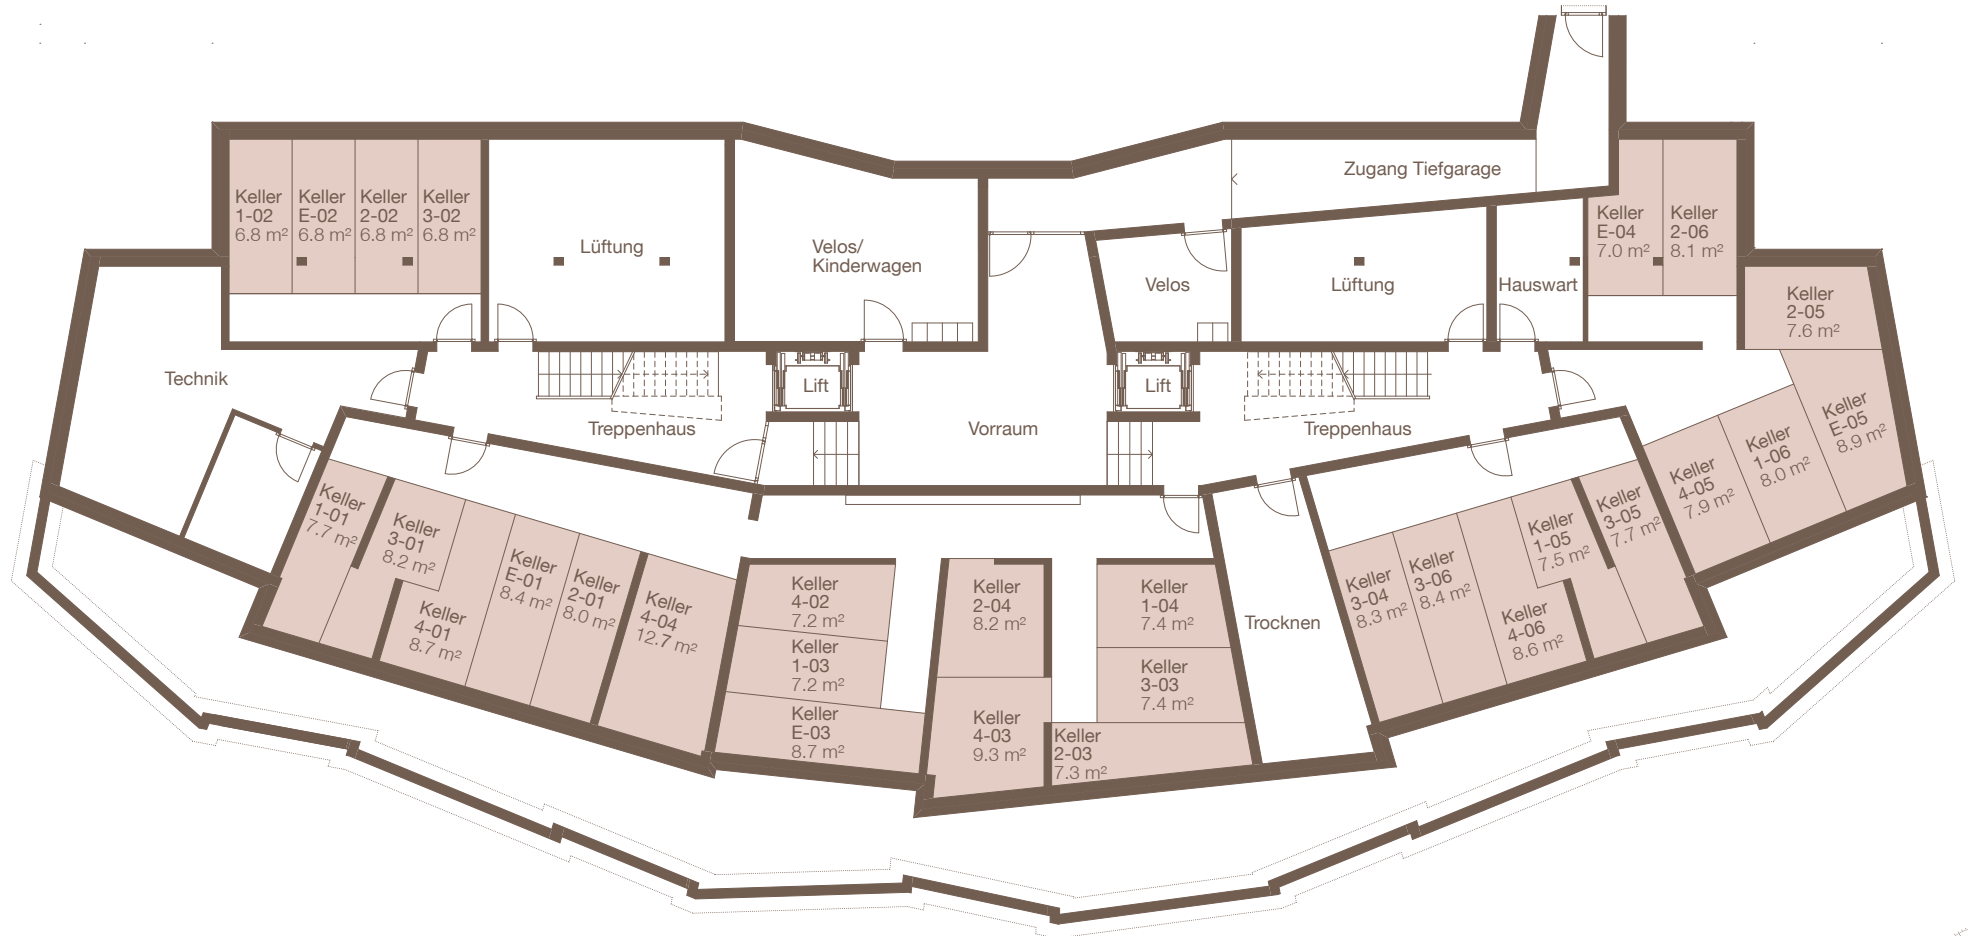 Zugang Tiefgarage
Keller
1-02
6.8 m²
Keller
E-02
6.8 m²
Keller
2-02
6.8 m²
Keller
3-02
6.8 m²
Lüftung
Velos/
Kinderwagen
Velos
Lüftung
Hauswart
Keller
E-04
7.0 m²
Keller
2-06
8.1 m²
Keller
2-05
7.6 m²
Technik
Lift
Lift
Treppenhaus
Vorraum
Treppenhaus
Keller
E-05
8.9 m²
Keller
1-06
8.0 m²
Keller
4-05
7.9 m²
Keller
1-01
7.7 m²
Keller
3-01
8.2 m²
Keller
4-01
8.7 m²
Keller
E-01
8.4 m²
Keller
2-01
8.0 m²
Keller
4-04
12.7 m²
Keller
4-02
7.2 m²
Keller
1-03
7.2 m²
Keller
E-03
8.7 m²
Keller
2-04
8.2 m²
Keller
4-03
9.3 m²
Keller
1-04
7.4 m²
Keller
3-03
7.4 m²
Keller
2-03
7.3 m²
Trocknen
Keller
3-04
8.3 m²
Keller
3-06
8.4 m²
Keller
1-05
7.5 m²
Keller
4-06
8.6 m²
Keller
3-05
7.7 m²